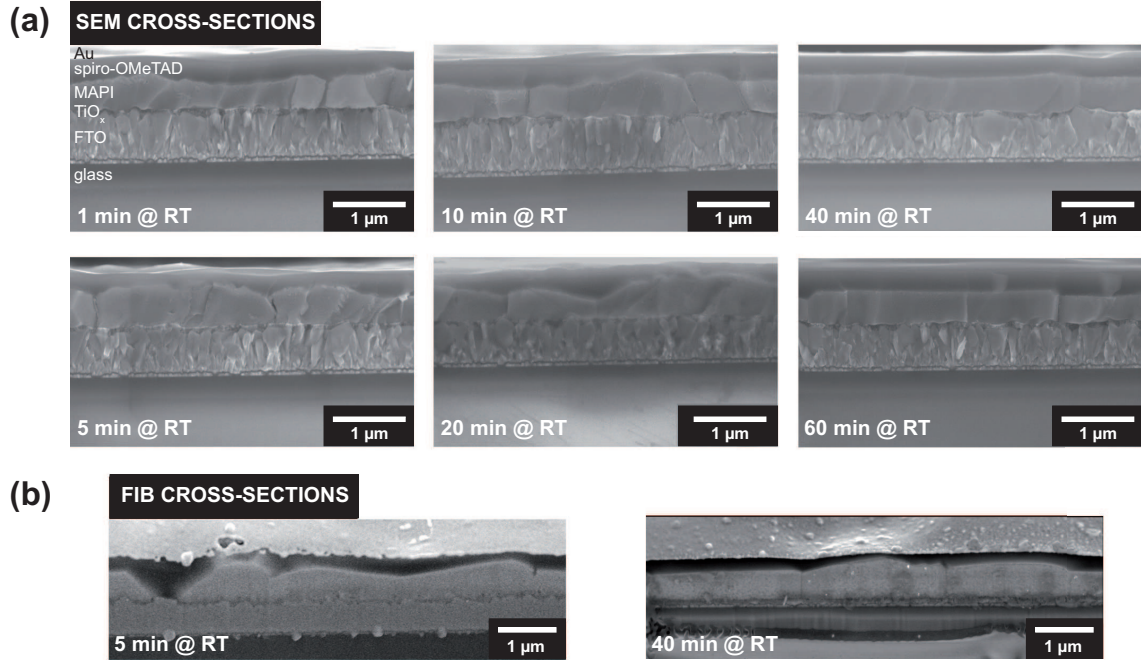 (a)
SEM CROSS-SECTIONS
Au
spiro-OMeTAD
MAPI
TiOx
FTO
glass
1 min @ RT
1 µm
10 min @ RT
1 µm
40 min @ RT
1 µm
5 min @ RT
1 µm
20 min @ RT
1 µm
60 min @ RT
1 µm
(b)
FIB CROSS-SECTIONS
5 min @ RT
1 µm
40 min @ RT
1 µm